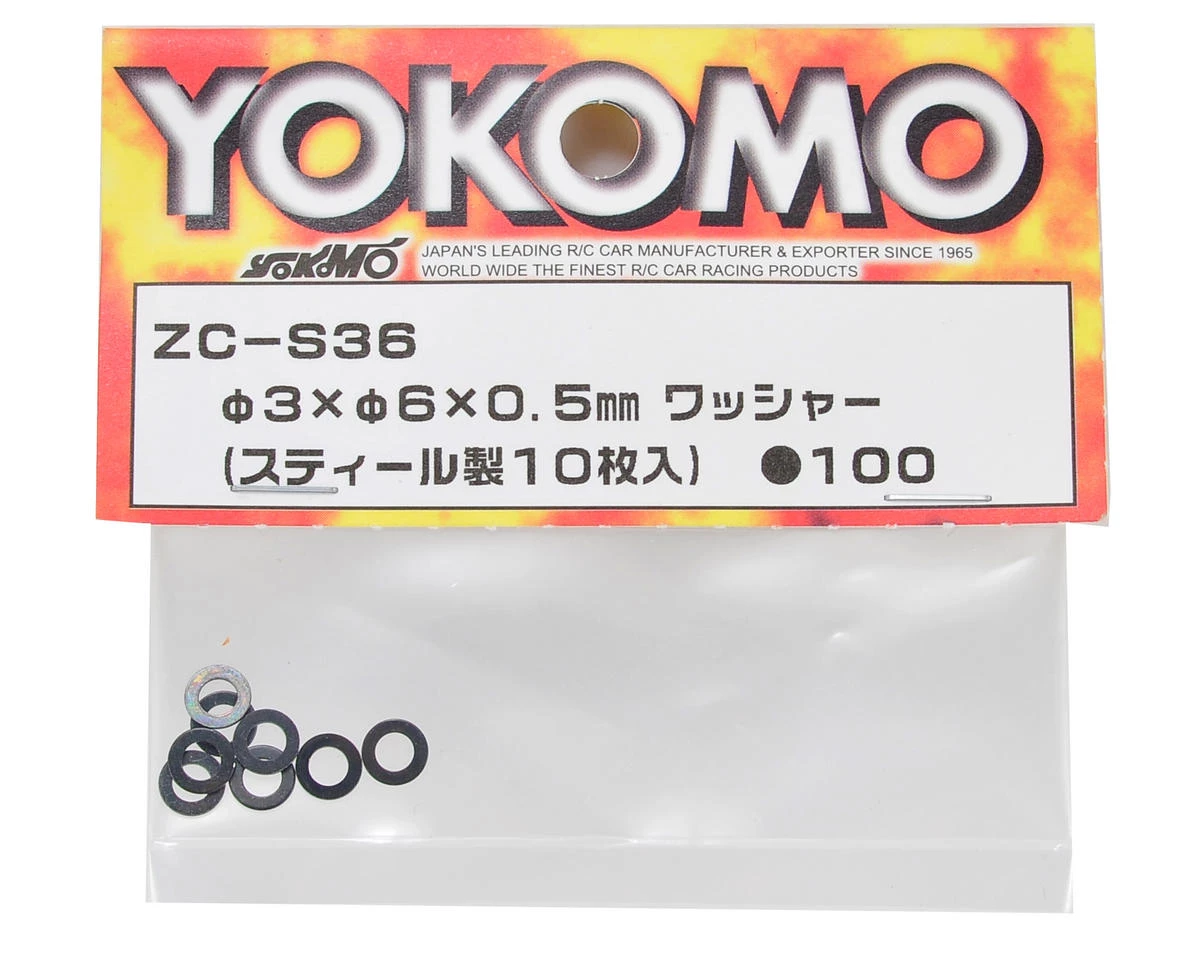 YOKOMO
YOKOMO
JAPAN'S LEADING R/C CAR MANUFACTURER & EXPORTER SINCE 1965
WORLD WIDE THE FINEST R/C CAR RACING PRODUCTS
ZC-S36
φ3×φ6×0.5㎜ ワッシャー
(スティール製10枚入) ●100